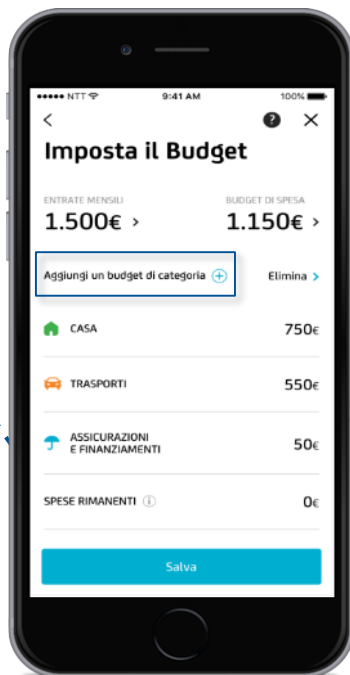 ●●●●● NTT 9:41 AM 100%
< ? ×
Imposta il Budget
ENTRATE MENSILI BUDGET DI SPESA
1.500€ > 1.150€ >
Aggiungi un budget di categoria + Elimina >
CASA 750€
TRASPORTI 550€
ASSICURAZIONI
E FINANZIAMENTI 50€
SPESE RIMANENTI i 0€
Salva